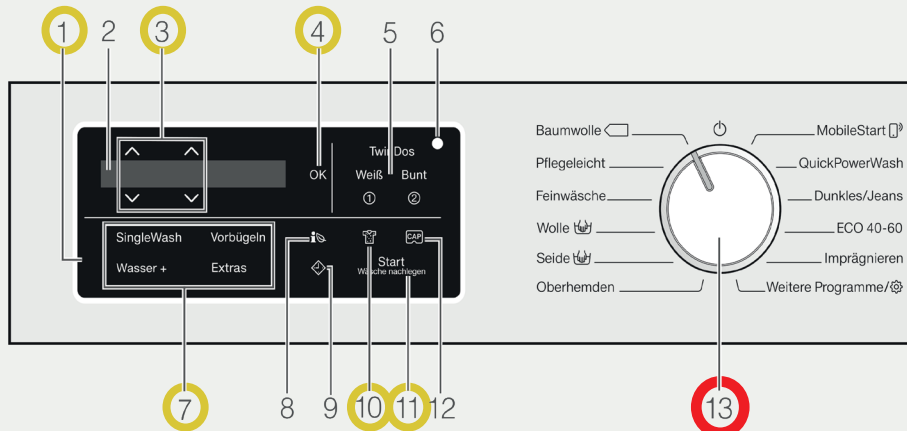 1 2 3 4 5 6
TwinDos
OK Weiß Bunt
① ②
SingleWash Vorbügeln
Wasser + Extras
CAP
Start
Wäsche nachlegen
7 8 9 10 11 12
Baumwolle MobileStart
Pflegeleicht QuickPowerWash
Feinwäsche Dunkles/Jeans
Wolle ECO 40-60
Seide Imprägnieren
Oberhemden Weitere Programme/
13